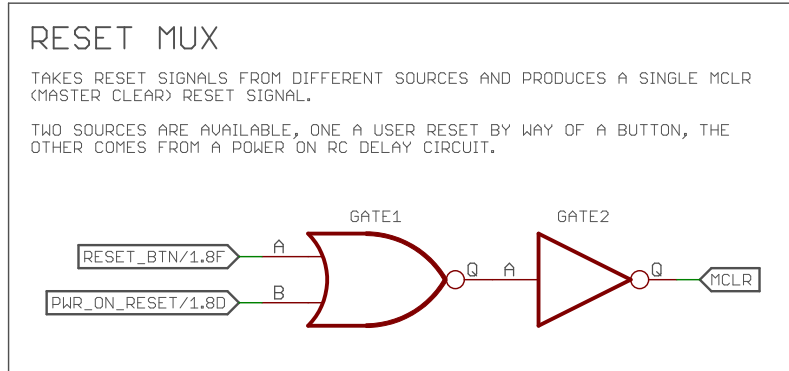 RESET MUX
TAKES RESET SIGNALS FROM DIFFERENT SOURCES AND PRODUCES A SINGLE MCLR
(MASTER CLEAR) RESET SIGNAL.
TWO SOURCES ARE AVAILABLE, ONE A USER RESET BY WAY OF A BUTTON, THE
OTHER COMES FROM A POWER ON RC DELAY CIRCUIT.
GATE1 GATE2
RESET_BTN/1.8F A
Q A Q MCLR
PWR_ON_RESET/1.8D B